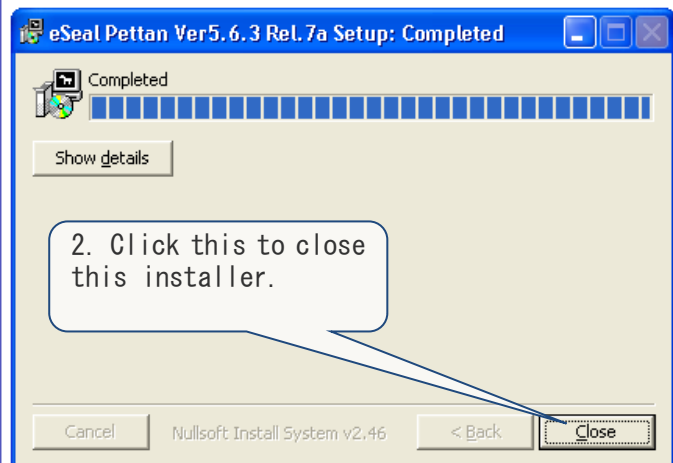 eSeal Pettan Ver5.6.3 Rel.7a Setup: Completed
Completed
Show details
2. Click this to close
this installer.
Cancel
Nullsoft Install System v2.46
< Back
Close